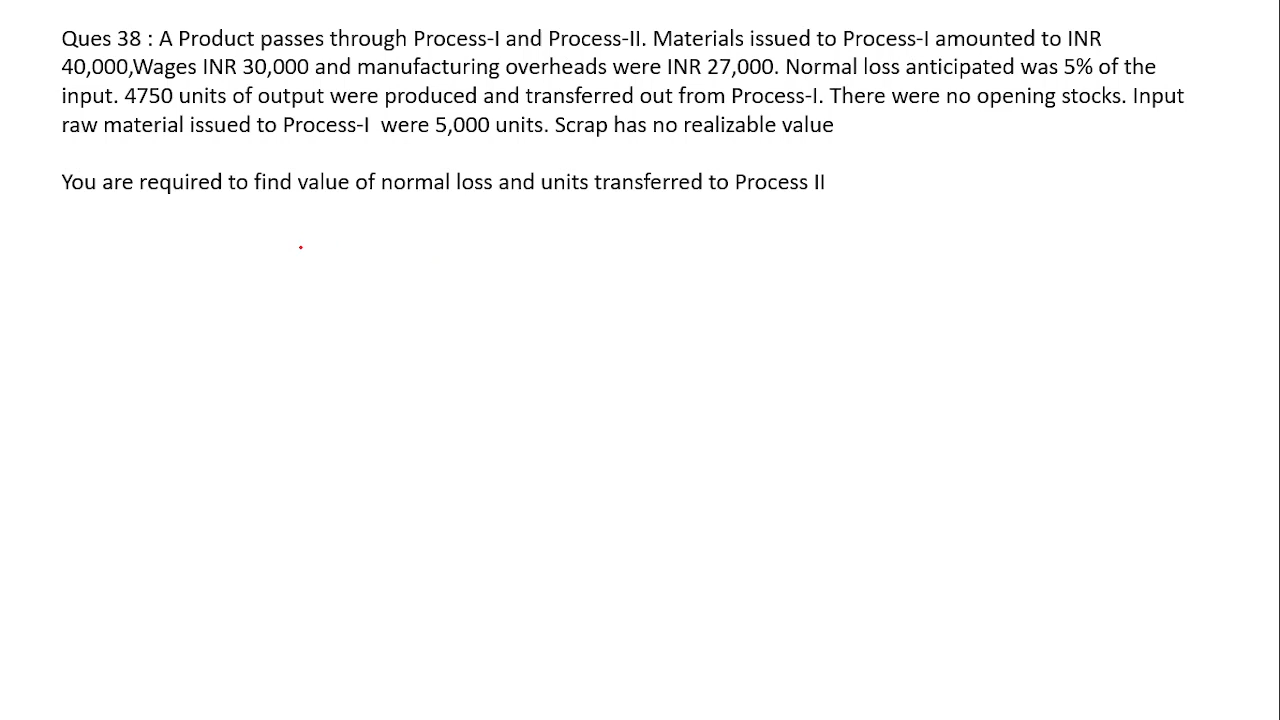 Ques 38 : A Product passes through Process-I and Process-II. Materials issued to Process-I amounted to INR
40,000,Wages INR 30,000 and manufacturing overheads were INR 27,000. Normal loss anticipated was 5% of the
input. 4750 units of output were produced and transferred out from Process-I. There were no opening stocks. Input
raw material issued to Process-I  were 5,000 units. Scrap has no realizable value
You are required to find value of normal loss and units transferred to Process II